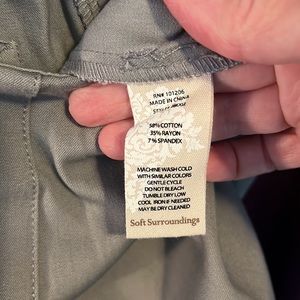 RN# 101206
MADE IN CHINA
58% COTTON
35% RAYON
7% SPANDEX
MACHINE WASH COLD
WITH SIMILAR COLORS
GENTLE CYCLE
DO NOT BLEACH
TUMBLE DRY LOW
COOL IRON IF NEEDED
MAY BE DRY CLEANED
Soft Surroundings